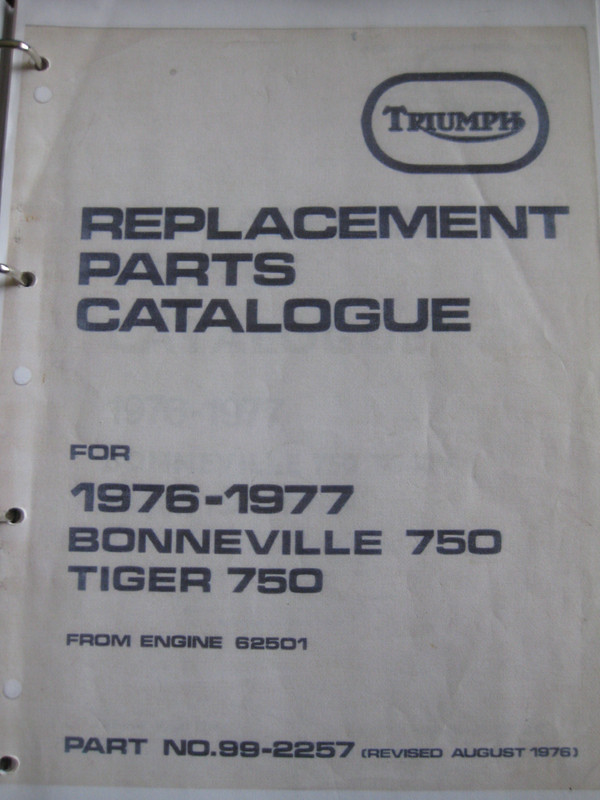 TRIUMPH
REPLACEMENT
PARTS
CATALOGUE
FOR
1976-1977
BONNEVILLE 750
TIGER 750
FROM ENGINE 62501
PART NO.99-2257 (REVISED AUGUST 1976)